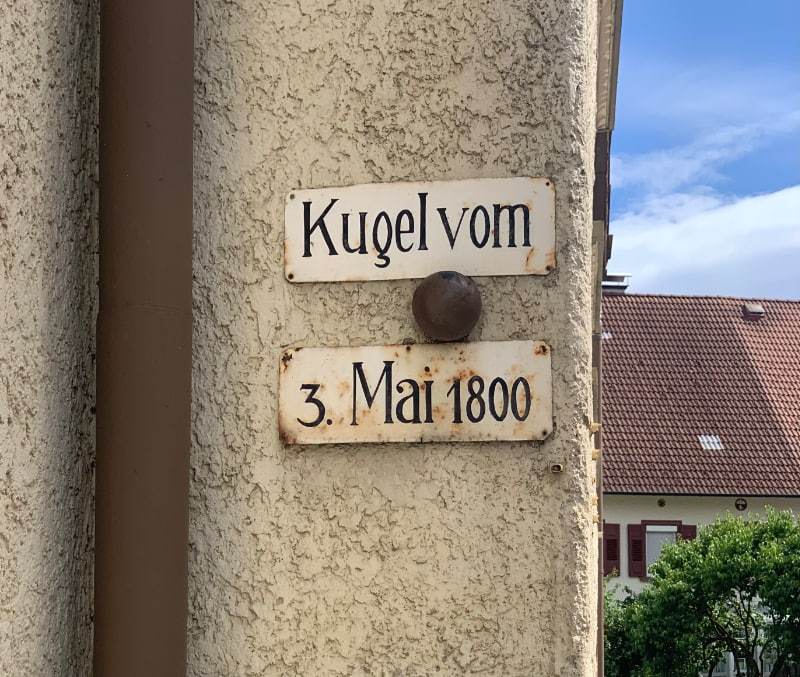 Kugel vom
3. Mai 1800